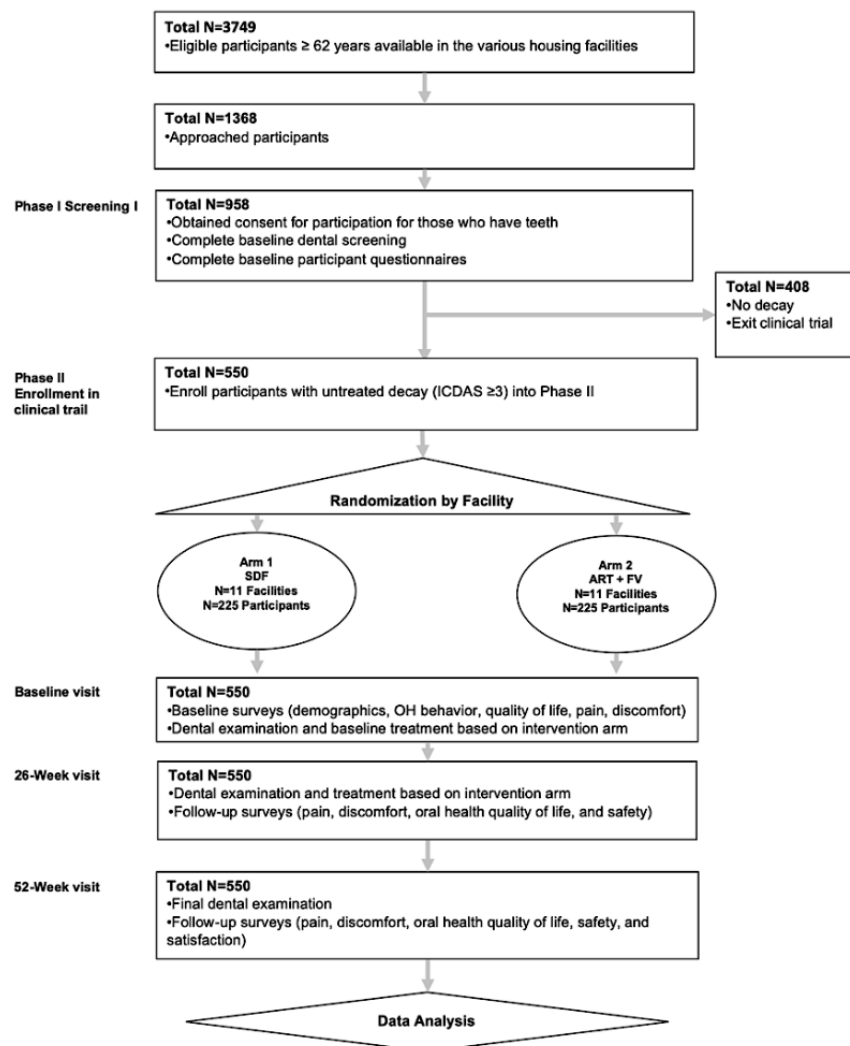 Total N=3749
•Eligible participants ≥ 62 years available in the various housing facilities
Total N=1368
•Approached participants
Phase I Screening I
Total N=958
•Obtained consent for participation for those who have teeth
•Complete baseline dental screening
•Complete baseline participant questionnaires
Total N=408
•No decay
•Exit clinical trial
Phase II
Enrollment in
clinical trail
Total N=550
•Enroll participants with untreated decay (ICDAS ≥3) into Phase II
Randomization by Facility
Arm 1
SDF
N=11 Facilities
N=225 Participants
Arm 2
ART + FV
N=11 Facilities
N=225 Participants
Baseline visit
Total N=550
•Baseline surveys (demographics, OH behavior, quality of life, pain, discomfort)
•Dental examination and baseline treatment based on intervention arm
26-Week visit
Total N=550
•Dental examination and treatment based on intervention arm
•Follow-up surveys (pain, discomfort, oral health quality of life, and safety)
52-Week visit
Total N=550
•Final dental examination
•Follow-up surveys (pain, discomfort, oral health quality of life, safety, and
satisfaction)
Data Analysis